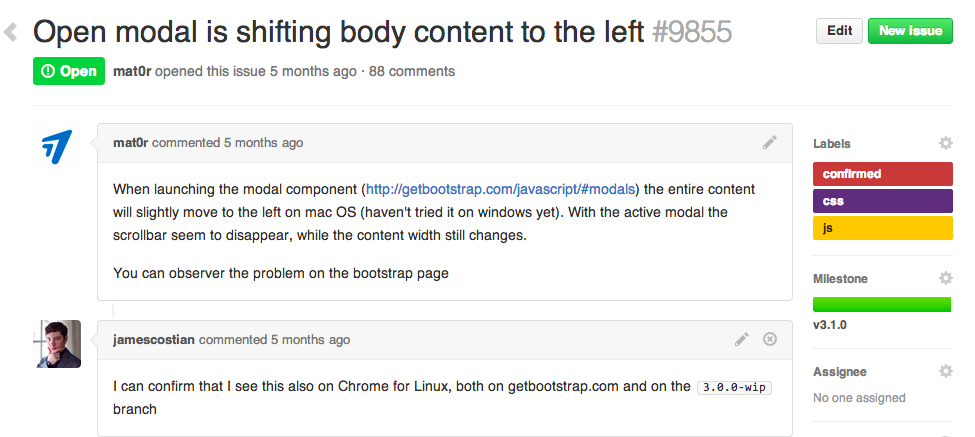 Open modal is shifting body content to the left #9855
Edit
New issue
Open
mat0r opened this issue 5 months ago · 88 comments
mat0r commented 5 months ago
When launching the modal component (http://getbootstrap.com/javascript/#modals) the entire content
will slightly move to the left on mac OS (haven't tried it on windows yet). With the active modal the
scrollbar seem to disappear, while the content width still changes.
You can observer the problem on the bootstrap page
jamescostian commented 5 months ago
I can confirm that I see this also on Chrome for Linux, both on getbootstrap.com and on the 3.0.0-wip
branch
Labels
confirmed
css
js
Milestone
v3.1.0
Assignee
No one assigned